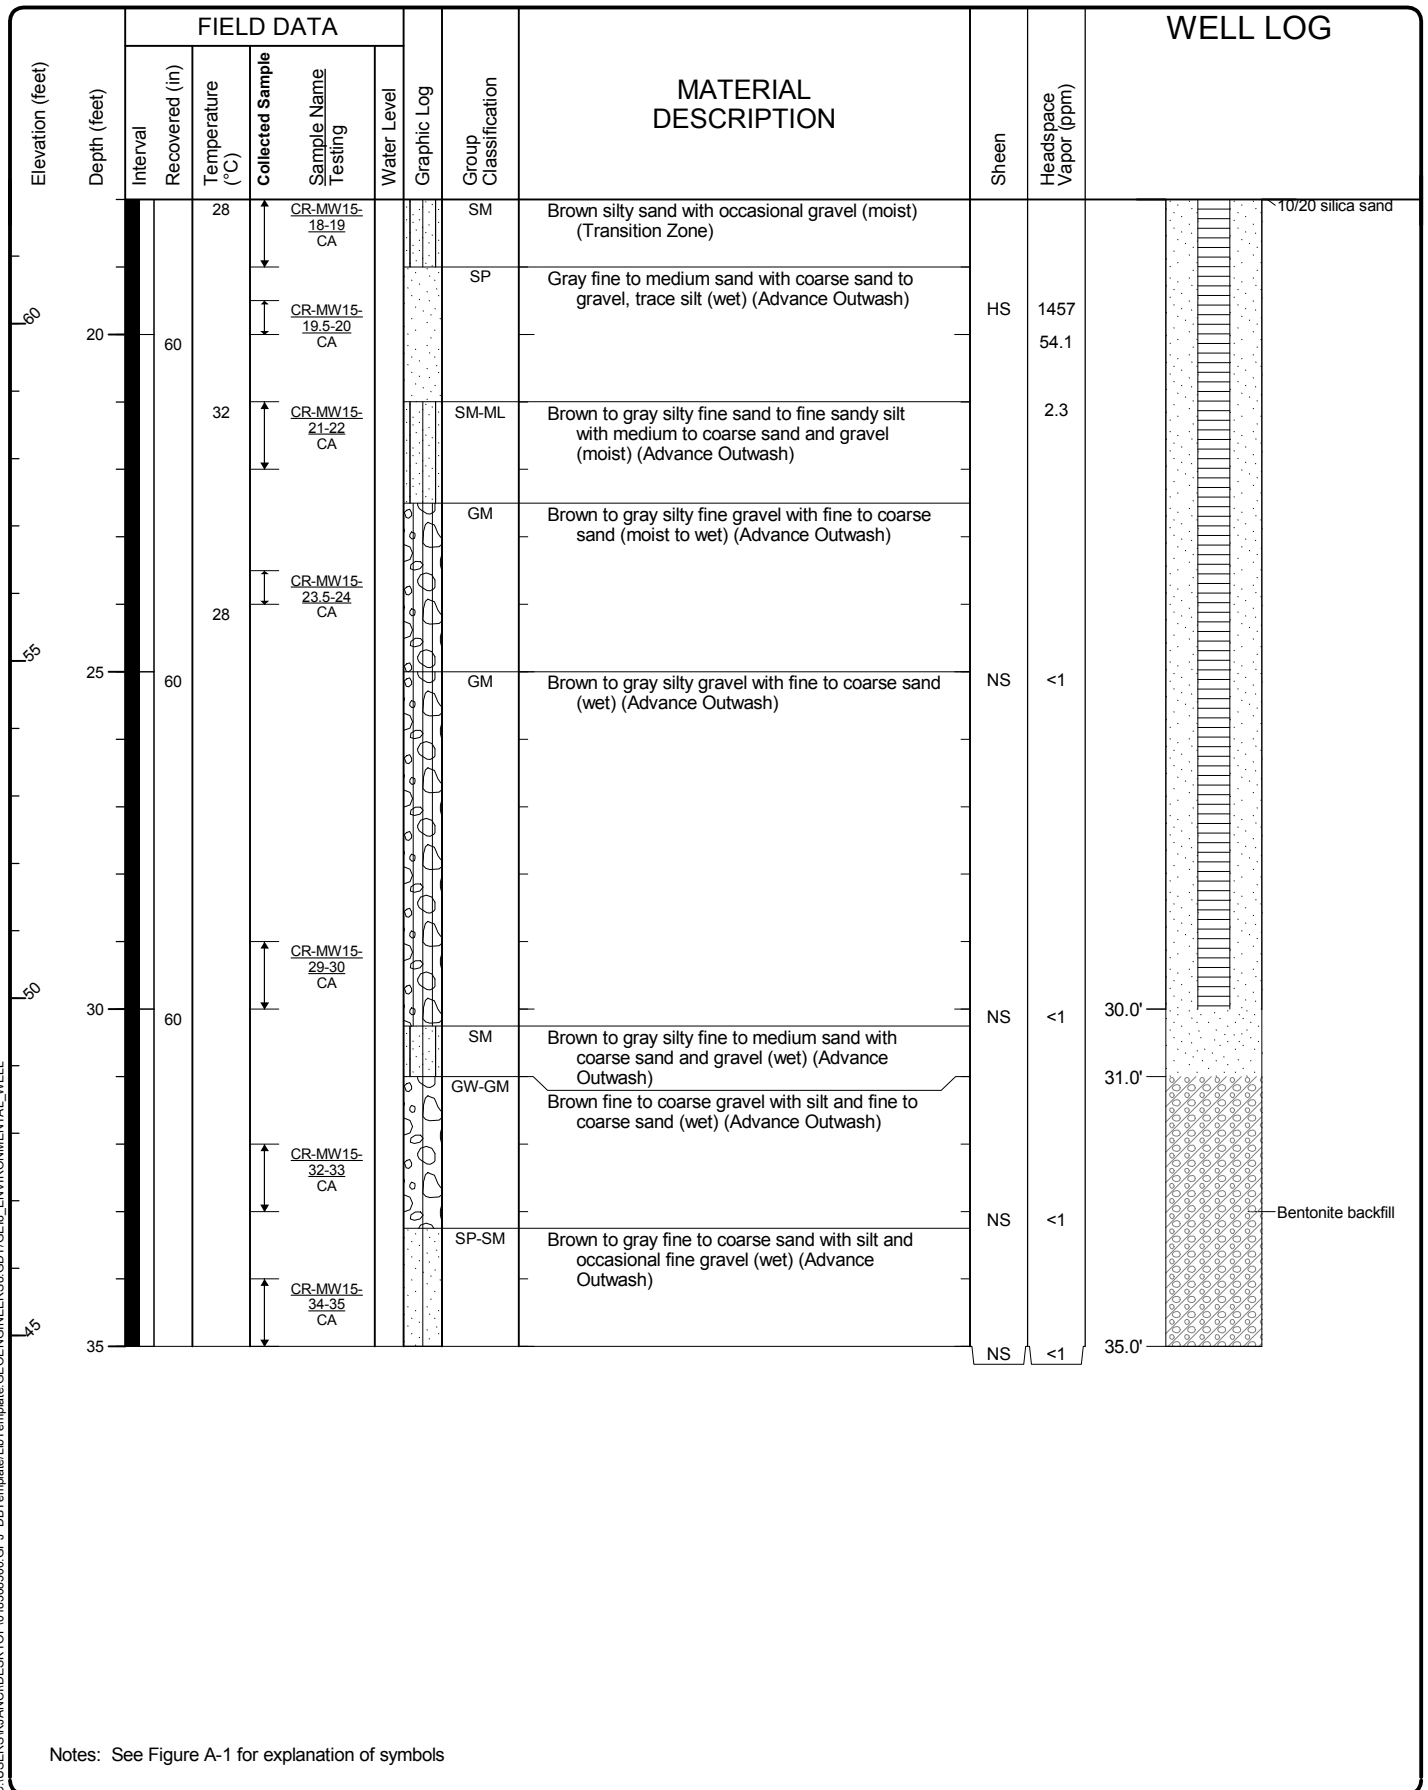 FIELD DATA
WELL LOG
Elevation (feet)
Depth (feet)
Interval
Recovered (in)
Temperature
(°C)
Collected Sample
Sample Name
Testing
Water Level
Graphic Log
Group
Classification
MATERIAL
DESCRIPTION
Sheen
Headspace
Vapor (ppm)
28
CR-MW15-
18-19
CA
SM
Brown silty sand with occasional gravel (moist)
(Transition Zone)
10/20 silica sand
SP
Gray fine to medium sand with coarse sand to
gravel, trace silt (wet) (Advance Outwash)
60
CR-MW15-
19.5-20
CA
HS
1457
20
60
54.1
32
CR-MW15-
21-22
CA
SM-ML
Brown to gray silty fine sand to fine sandy silt
with medium to coarse sand and gravel
(moist) (Advance Outwash)
2.3
GM
Brown to gray silty fine gravel with fine to coarse
sand (moist to wet) (Advance Outwash)
CR-MW15-
23.5-24
CA
28
55
25
60
GM
Brown to gray silty gravel with fine to coarse sand
(wet) (Advance Outwash)
NS
<1
CR-MW15-
29-30
CA
50
30
60
NS
<1
30.0'
SM
Brown to gray silty fine to medium sand with
coarse sand and gravel (wet) (Advance
Outwash)
31.0'
GW-GM
Brown fine to coarse gravel with silt and fine to
coarse sand (wet) (Advance Outwash)
CR-MW15-
32-33
CA
NS
<1
Bentonite backfill
SP-SM
Brown to gray fine to coarse sand with silt and
occasional fine gravel (wet) (Advance
Outwash)
CR-MW15-
34-35
CA
45
35
NS
<1
35.0'
Notes: See Figure A-1 for explanation of symbols